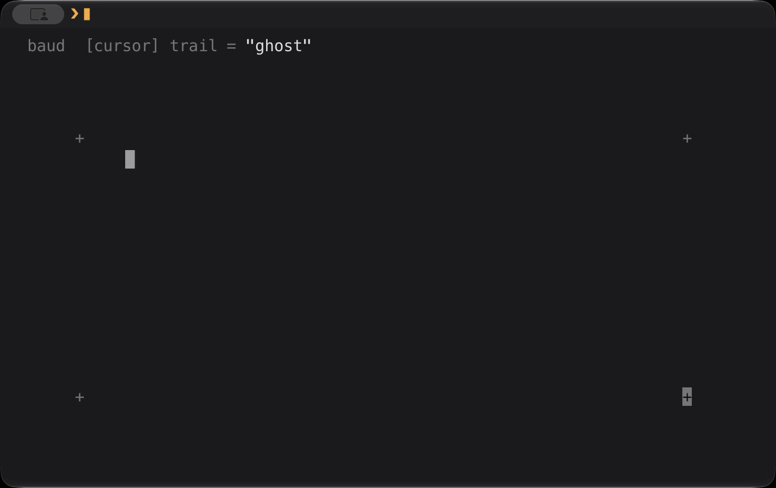 ❯
baud [cursor] trail = "ghost"
+ +
+ +